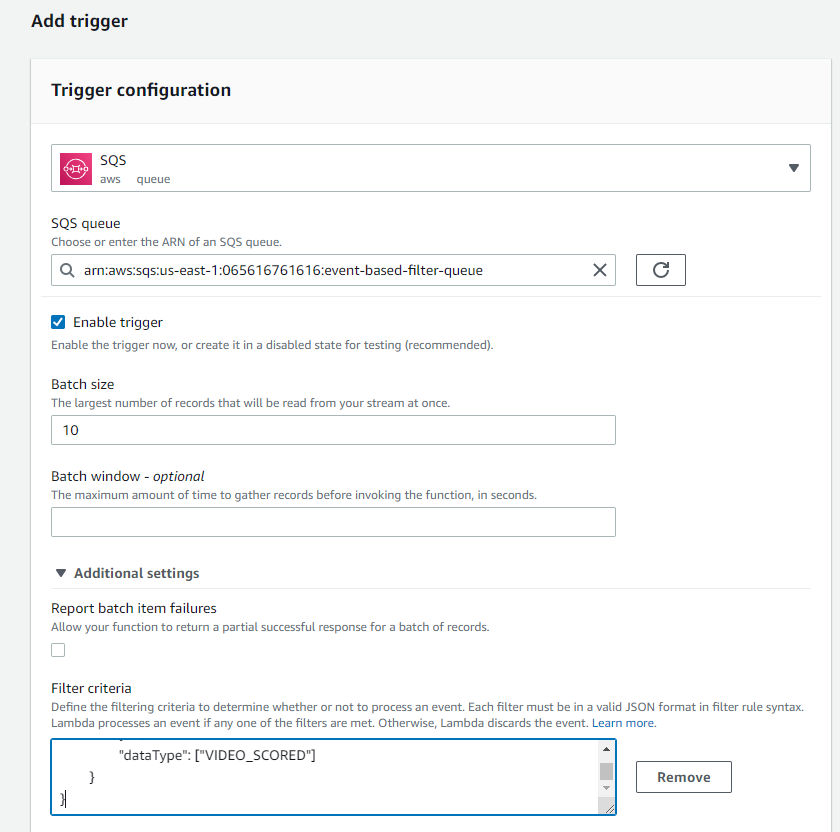 Add trigger
Trigger configuration
SQS
aws queue
SQS queue
Choose or enter the ARN of an SQS queue.
arn:aws:sqs:us-east-1:065616761616:event-based-filter-queue
Enable trigger
Enable the trigger now, or create it in a disabled state for testing (recommended).
Batch size
The largest number of records that will be read from your stream at once.
10
Batch window - optional
The maximum amount of time to gather records before invoking the function, in seconds.
Additional settings
Report batch item failures
Allow your function to return a partial successful response for a batch of records.
Filter criteria
Define the filtering criteria to determine whether or not to process an event. Each filter must be in a valid JSON format in filter rule syntax.
Lambda processes an event if any one of the filters are met. Otherwise, Lambda discards the event. Learn more.
"dataType": ["VIDEO_SCORED"]
}
}
Remove